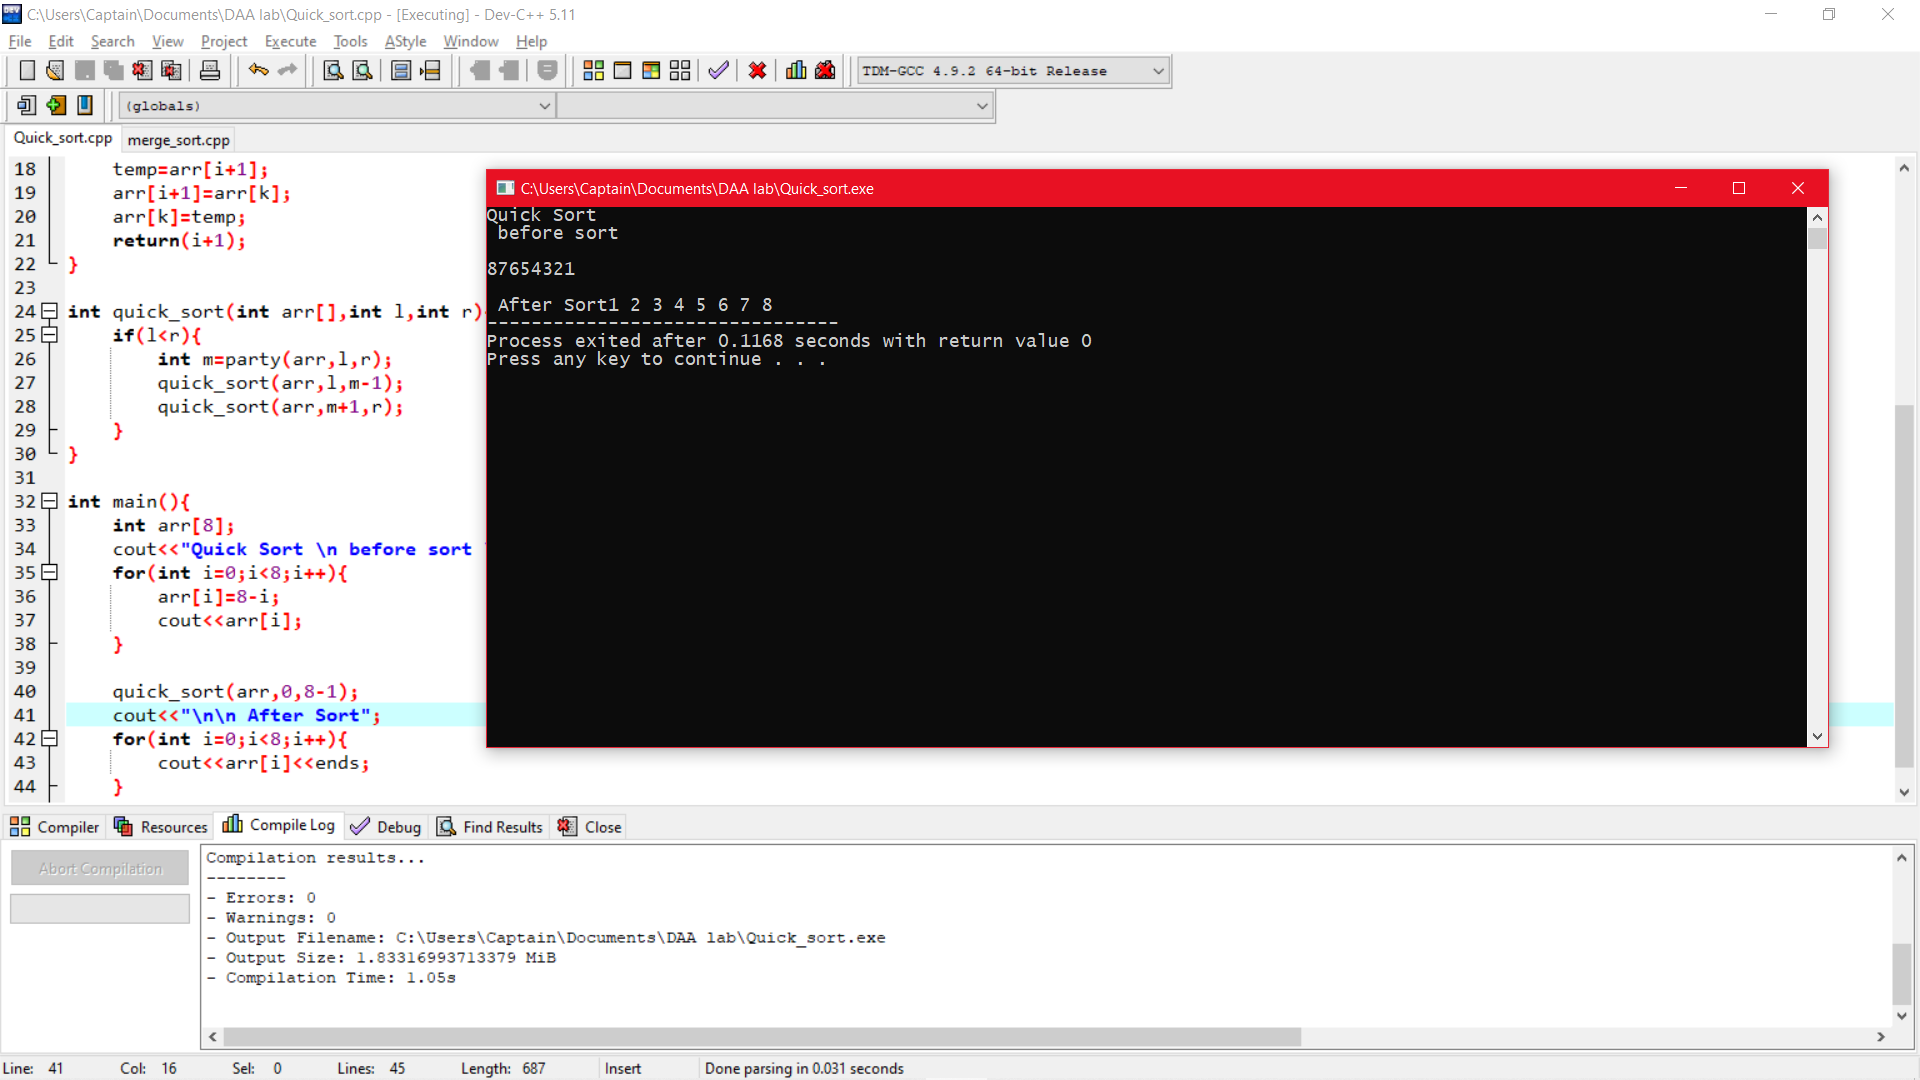 C:\Users\Captain\Documents\DAA lab\Quick_sort.cpp - [Executing] - Dev-C++ 5.11
File Edit Search View Project Execute Tools AStyle Window Help
TDM-GCC 4.9.2 64-bit Release
(globals)
Quick_sort.cpp merge_sort.cpp
18 temp=arr[i+1];
19 arr[i+1]=arr[k];
20 arr[k]=temp;
21 return(i+1);
22 }
23
24 int quick_sort(int arr[],int l,int r)
25 if(l<r){
26 int m=party(arr,l,r);
27 quick_sort(arr,l,m-1);
28 quick_sort(arr,m+1,r);
29 }
30 }
31
32 int main(){
33 int arr[8];
34 cout<<"Quick Sort \n before sort
35 for(int i=0;i<8;i++){
36 arr[i]=8-i;
37 cout<<arr[i];
38 }
39
40 quick_sort(arr,0,8-1);
41 cout<<"\n\n After Sort";
42 for(int i=0;i<8;i++){
43 cout<<arr[i]<<ends;
44 }
C:\Users\Captain\Documents\DAA lab\Quick_sort.exe
Quick Sort
before sort
87654321
After Sort1 2 3 4 5 6 7 8
--------------------------------
Process exited after 0.1168 seconds with return value 0
Press any key to continue . . .
Compiler Resources Compile Log Debug Find Results Close
Abort Compilation
Compilation results...
--------
- Errors: 0
- Warnings: 0
- Output Filename: C:\Users\Captain\Documents\DAA lab\Quick_sort.exe
- Output Size: 1.83316993713379 MiB
- Compilation Time: 1.05s
Line: 41 Col: 16 Sel: 0 Lines: 45 Length: 687 Insert Done parsing in 0.031 seconds